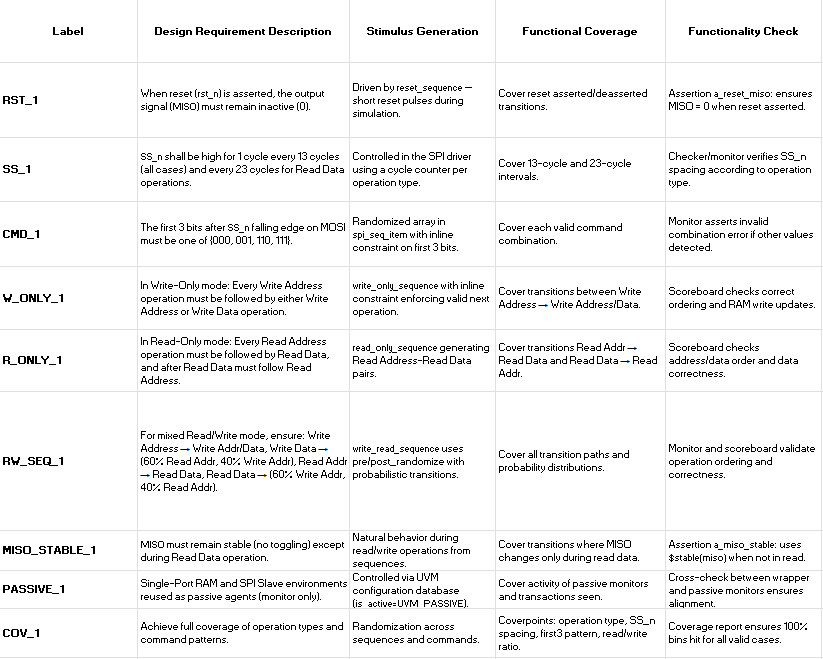 Label
Design Requirement Description
Stimulus Generation
Functional Coverage
Functionality Check
RST_1
When reset (rst_n) is asserted, the output
signal (MISO) must remain inactive (0).
Driven by reset_sequence —
short reset pulses during
simulation.
Cover reset asserted/deasserted
transitions.
Assertion a_reset_miso: ensures
MISO = 0 when reset asserted.
SS_1
SS_n shall be high for 1 cycle every 13 cycles
(all cases) and every 23 cycles for Read Data
operations.
Controlled in the SPI driver
using a cycle counter per
operation type.
Cover 13-cycle and 23-cycle
intervals.
Checker/monitor verifies SS_n
spacing according to operation
type.
CMD_1
The first 3 bits after SS_n falling edge on MOSI
must be one of {000, 001, 110, 111}.
Randomized array in
spi_seq_item with inline
constraint on first 3 bits.
Cover each valid command
combination.
Monitor asserts invalid
combination error if other values
detected.
W_ONLY_1
In Write-Only mode: Every Write Address
operation must be followed by either Write
Address or Write Data operation.
write_only_sequence with inline
constraint enforcing valid next
operation.
Cover transitions between Write
Address → Write Address/Data.
Scoreboard checks correct
ordering and RAM write updates.
R_ONLY_1
In Read-Only mode: Every Read Address
operation must be followed by Read Data,
and after Read Data must follow Read
Address.
read_only_sequence generating
Read Address-Read Data
pairs.
Cover transitions Read Addr →
Read Data and Read Data → Read
Addr.
Scoreboard checks
address/data order and data
correctness.
RW_SEQ_1
For mixed Read/Write mode, ensure: Write
Address → Write Addr/Data, Write Data →
(60% Read Addr, 40% Write Addr), Read Addr
→ Read Data, Read Data → (60% Write Addr,
40% Read Addr).
write_read_sequence uses
pre/post_randomize with
probabilistic transitions.
Cover all transition paths and
probability distributions.
Monitor and scoreboard validate
operation ordering and
correctness.
MISO_STABLE_1
MISO must remain stable (no toggling) except
during Read Data operation.
Natural behavior during
read/write operations from
sequences.
Cover transitions where MISO
changes only during read data.
Assertion a_miso_stable: uses
$stable(miso) when not in read.
PASSIVE_1
Single-Port RAM and SPI Slave environments
reused as passive agents (monitor only).
Controlled via UVM
configuration database
(is_active=UVM_PASSIVE).
Cover activity of passive monitors
and transactions seen.
Cross-check between wrapper
and passive monitors ensures
alignment.
COV_1
Achieve full coverage of operation types and
command patterns.
Randomization across
sequences and commands.
Coverpoints: operation type, SS_n
spacing, first3 pattern, read/write
ratio.
Coverage report ensures 100%
bins hit for all valid cases.